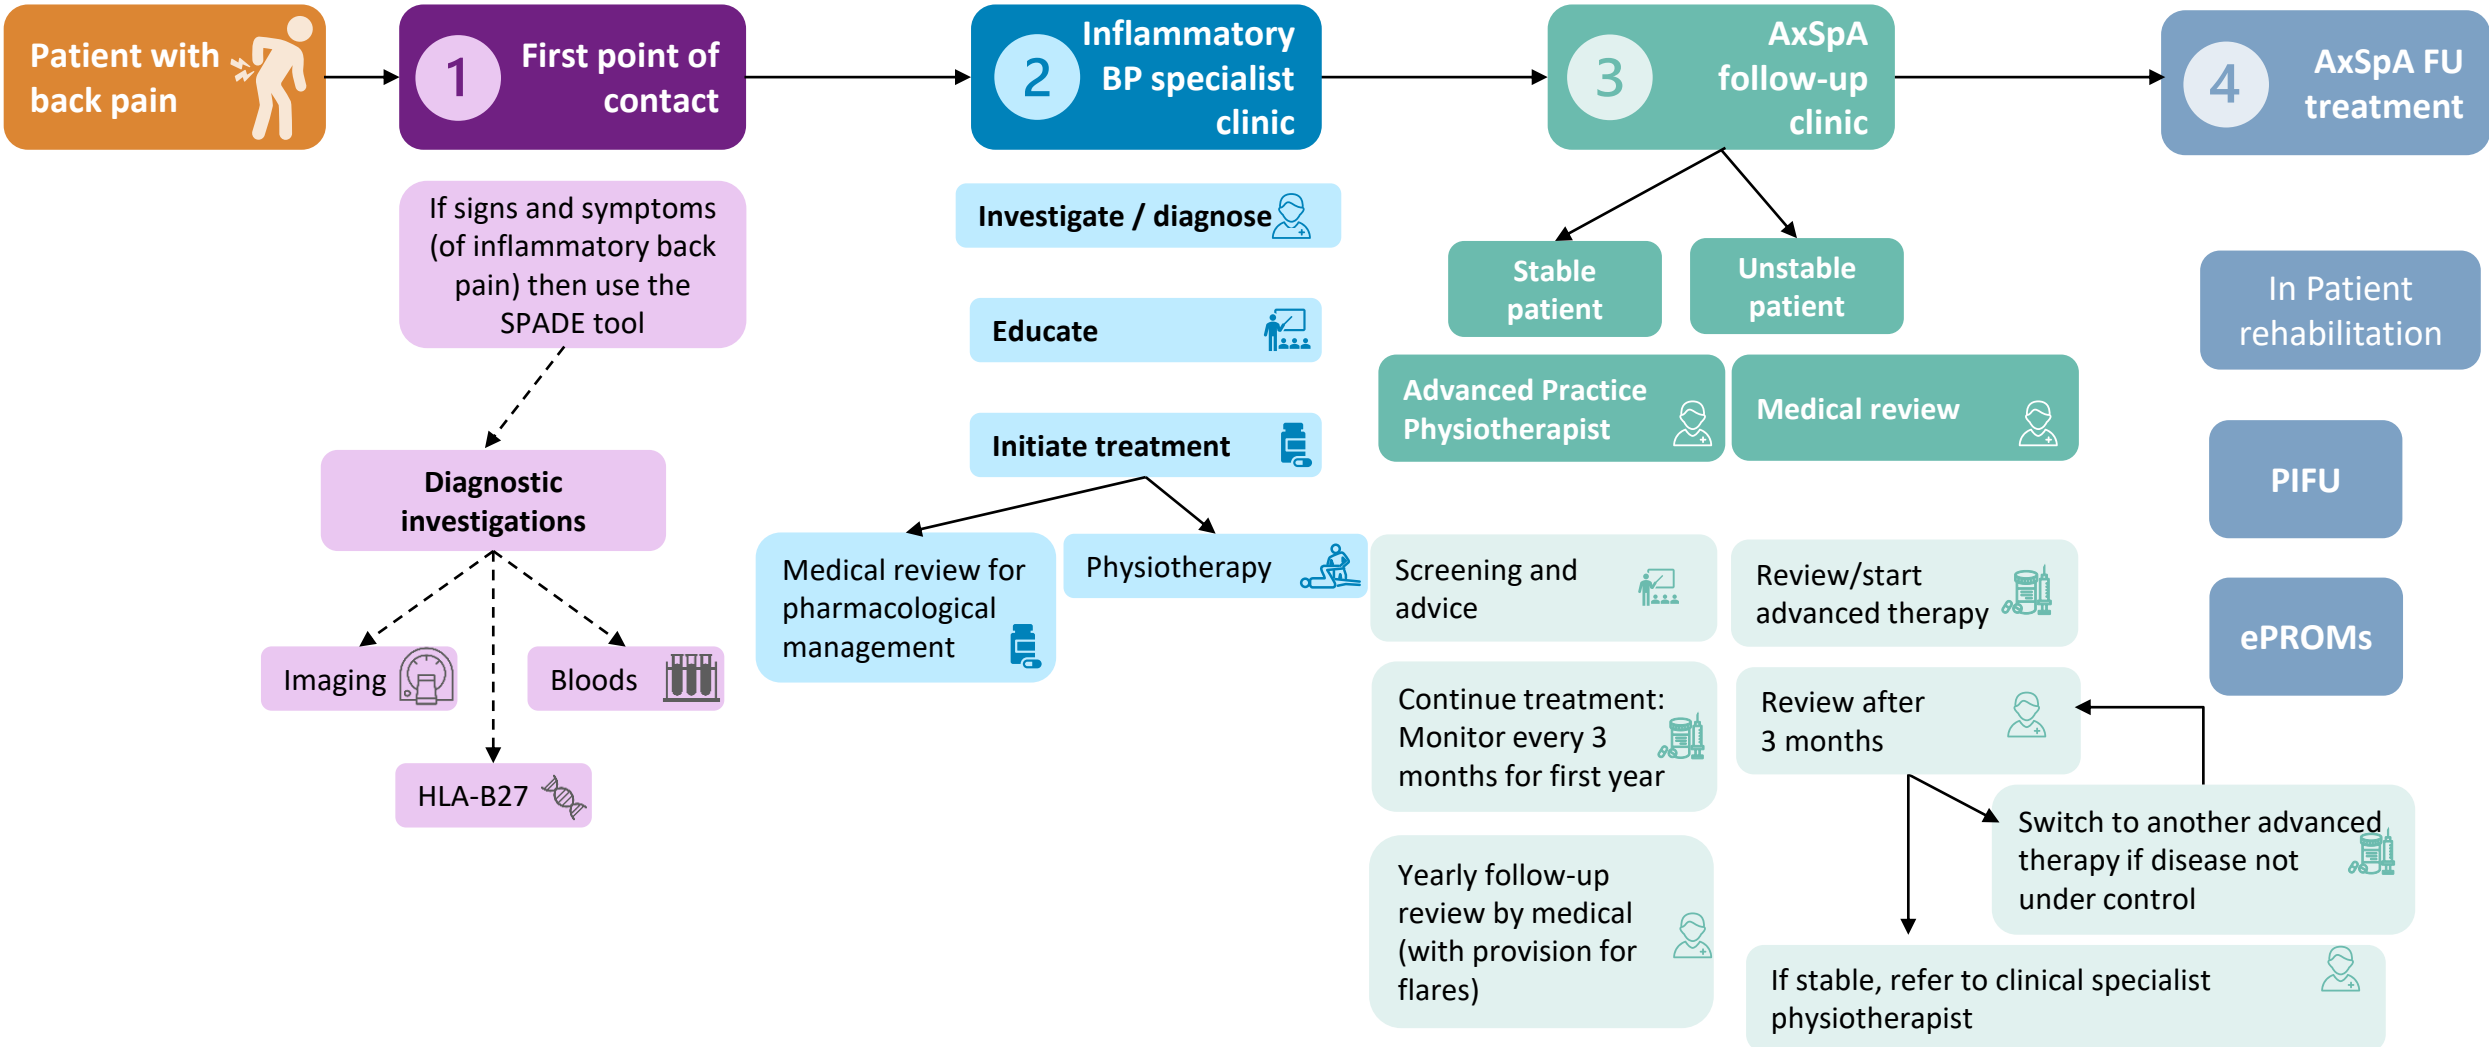 Patient with
back pain
1
First point of
contact
2
Inflammatory
BP specialist
clinic
3
AxSpA
follow-up
clinic
4
AxSpA FU
treatment
If signs and symptoms
(of inflammatory back
pain) then use the
SPADE tool
Diagnostic
investigations
Imaging
Bloods
HLA-B27
Investigate / diagnose
Educate
Initiate treatment
Medical review for
pharmacological
management
Physiotherapy
Stable
patient
Unstable
patient
Advanced Practice
Physiotherapist
Medical review
Screening and
advice
Review/start
advanced therapy
Continue treatment:
Monitor every 3
months for first year
Review after
3 months
Yearly follow-up
review by medical
(with provision for
flares)
Switch to another advanced
therapy if disease not
under control
If stable, refer to clinical specialist
physiotherapist
In Patient
rehabilitation
PIFU
ePROMs